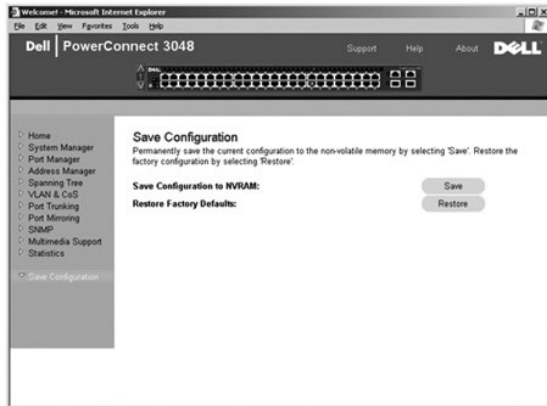 Welcome! - Microsoft Internet Explorer
File Edit View Favorites Tools Help
Dell | PowerConnect 3048
Support Help About DELL
Home
System Manager
Port Manager
Address Manager
Spanning Tree
VLAN & CoS
Port Trunking
Port Mirroring
SNMP
Multimedia Support
Statistics
Save Configuration
Save Configuration
Permanently save the current configuration to the non-volatile memory by selecting 'Save'. Restore the
factory configuration by selecting 'Restore'.
Save Configuration to NVRAM: Save
Restore Factory Defaults: Restore